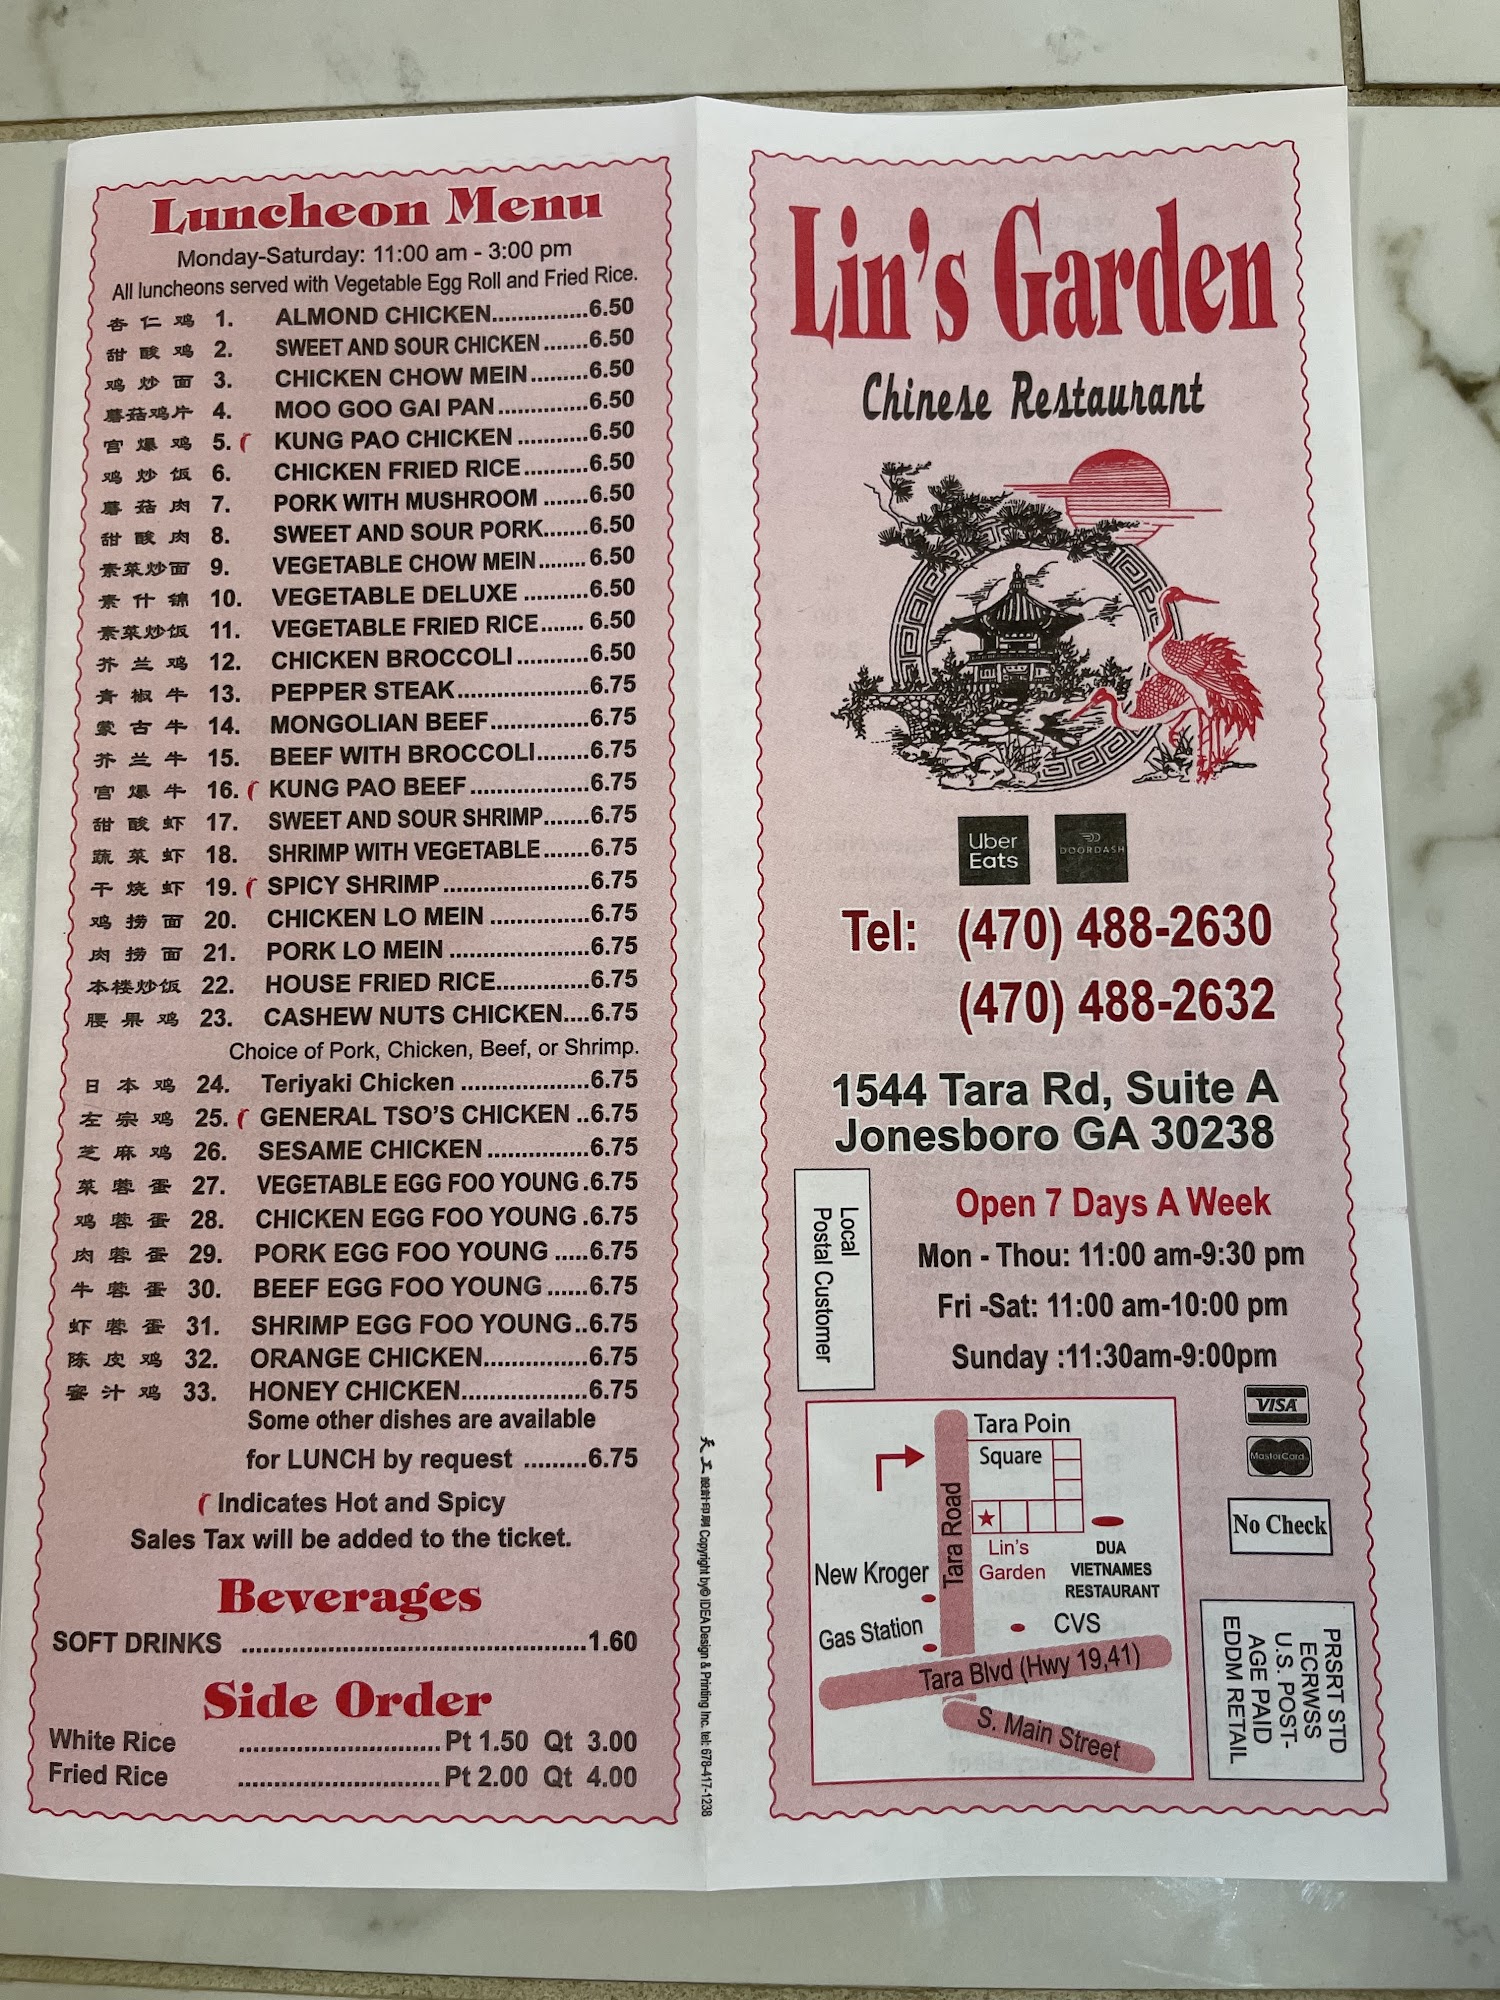 Luncheon Menu
Monday-Saturday: 11:00 am - 3:00 pm
All luncheons served with Vegetable Egg Roll and Fried Rice.
杏仁鸡 1. ALMOND CHICKEN................6.50
甜酸鸡 2. SWEET AND SOUR CHICKEN.......6.50
鸡炒面 3. CHICKEN CHOW MEIN.........6.50
蘑菇鸡片 4. MOO GOO GAI PAN..............6.50
宫爆鸡 5. KUNG PAO CHICKEN...........6.50
鸡炒饭 6. CHICKEN FRIED RICE..........6.50
蘑菇肉 7. PORK WITH MUSHROOM.......6.50
甜酸肉 8. SWEET AND SOUR PORK.......6.50
素菜炒面 9. VEGETABLE CHOW MEIN........6.50
素什锦 10. VEGETABLE DELUXE..........6.50
素菜炒饭 11. VEGETABLE FRIED RICE.......6.50
芥兰鸡 12. CHICKEN BROCCOLI............6.50
青椒牛 13. PEPPER STEAK......................6.75
蒙古牛 14. MONGOLIAN BEEF................6.75
芥兰牛 15. BEEF WITH BROCCOLI.........6.75
宫爆牛 16. KUNG PAO BEEF....................6.75
甜酸虾 17. SWEET AND SOUR SHRIMP.......6.75
蔬菜虾 18. SHRIMP WITH VEGETABLE.......6.75
干烧虾 19. SPICY SHRIMP........................6.75
鸡捞面 20. CHICKEN LO MEIN................6.75
肉捞面 21. PORK LO MEIN.......................6.75
本楼炒饭 22. HOUSE FRIED RICE...............6.75
腰果鸡 23. CASHEW NUTS CHICKEN....6.75
Choice of Pork, Chicken, Beef, or Shrimp.
日本鸡 24. Teriyaki Chicken.....................6.75
左宗鸡 25. GENERAL TSO'S CHICKEN..6.75
芝麻鸡 26. SESAME CHICKEN................6.75
菜蓉蛋 27. VEGETABLE EGG FOO YOUNG.6.75
鸡蓉蛋 28. CHICKEN EGG FOO YOUNG.6.75
肉蓉蛋 29. PORK EGG FOO YOUNG.....6.75
牛蓉蛋 30. BEEF EGG FOO YOUNG......6.75
虾蓉蛋 31. SHRIMP EGG FOO YOUNG..6.75
陈皮鸡 32. ORANGE CHICKEN................6.75
蜜汁鸡 33. HONEY CHICKEN...................6.75
Some other dishes are available
for LUNCH by request.........6.75
Indicates Hot and Spicy
Sales Tax will be added to the ticket.
Beverages
SOFT DRINKS....................................................1.60
Side Order
White Rice..............................Pt 1.50 Qt 3.00
Fried Rice..............................Pt 2.00 Qt 4.00
天工設計印刷 Copyright by© IDEA Design & Printing Inc. tel: 678-417-1238
Lin's Garden
Chinese Restaurant
Uber
Eats
DOORDASH
Tel: (470) 488-2630
(470) 488-2632
1544 Tara Rd, Suite A
Jonesboro GA 30238
Open 7 Days A Week
Mon - Thou: 11:00 am-9:30 pm
Fri -Sat: 11:00 am-10:00 pm
Sunday :11:30am-9:00pm
Local
Postal Customer
VISA
MasterCard
No Check
Tara Poin
Square
Tara Road
Lin's
Garden
DUA
VIETNAMES
RESTAURANT
New Kroger
Gas Station
CVS
Tara Blvd (Hwy 19,41)
S. Main Street
PRSRT STD
ECRWSS
U.S. POST-
AGE PAID
EDDM RETAIL